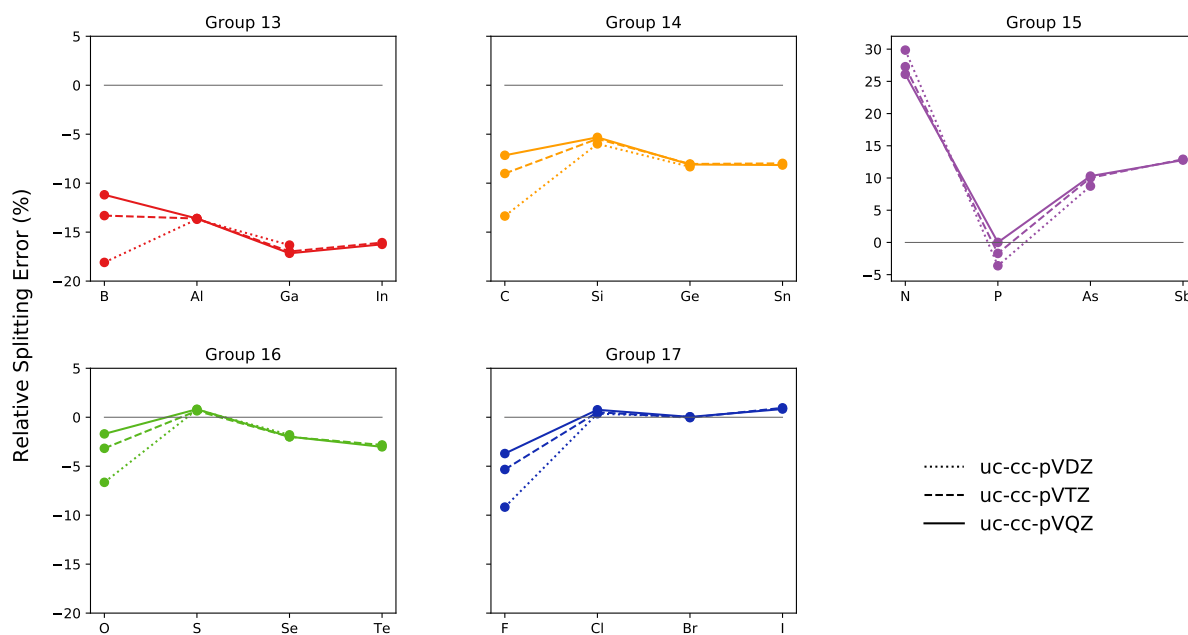 Group 13
5
0
−5
−10
−15
−20
B Al Ga In
Group 14
C Si Ge Sn
Group 15
30
25
20
15
10
5
0
−5
N P As Sb
Relative Splitting Error (%)
Group 16
5
0
−5
−10
−15
−20
O S Se Te
Group 17
F Cl Br I
uc-cc-pVDZ
uc-cc-pVTZ
uc-cc-pVQZ